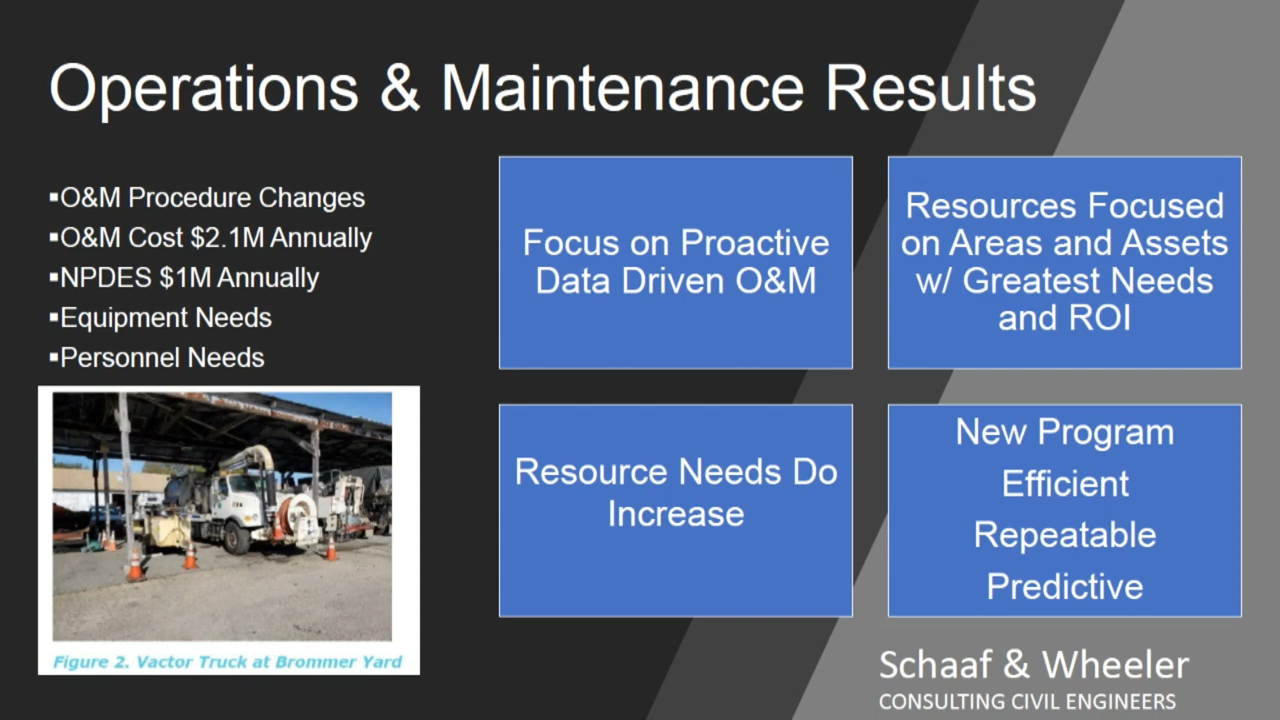 Operations & Maintenance Results
▪O&M Procedure Changes
▪O&M Cost $2.1M Annually
▪NPDES $1M Annually
▪Equipment Needs
▪Personnel Needs
Figure 2. Vactor Truck at Brommer Yard
Focus on Proactive
Data Driven O&M
Resources Focused
on Areas and Assets
w/ Greatest Needs
and ROI
Resource Needs Do
Increase
New Program
Efficient
Repeatable
Predictive
Schaaf & Wheeler
CONSULTING CIVIL ENGINEERS